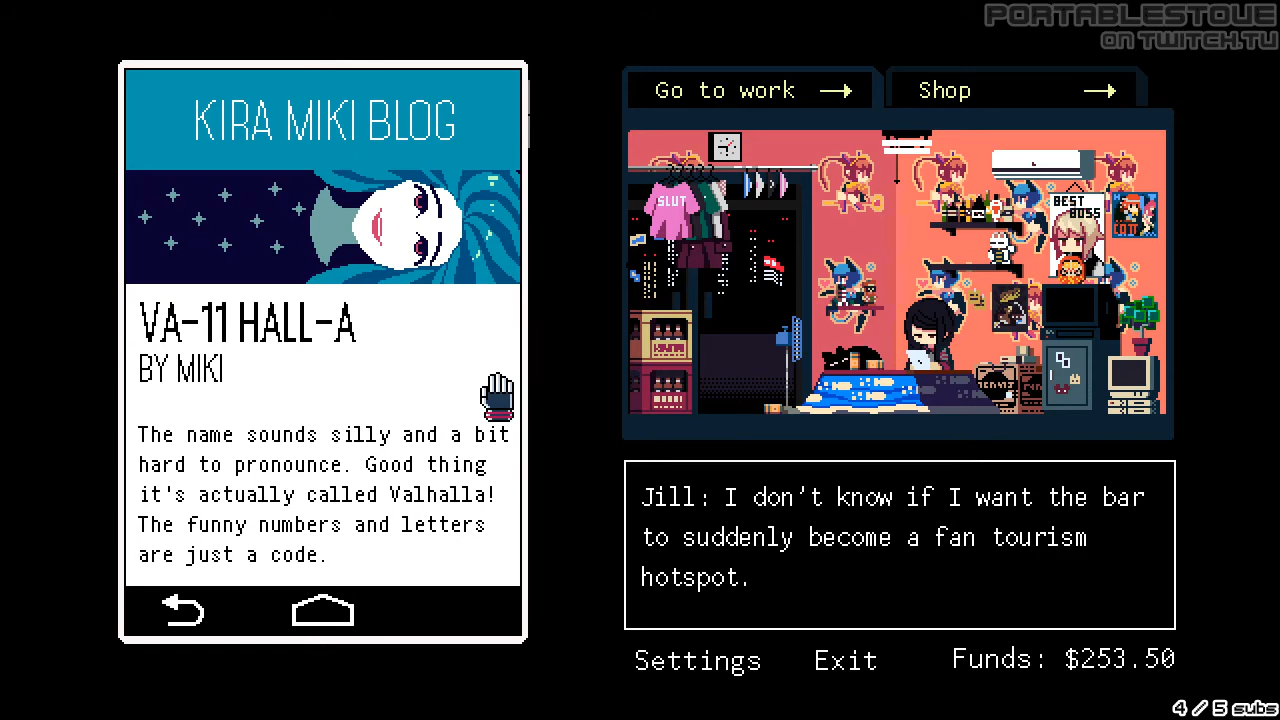 PORTABLESTOVE
on TWITCH.TV
KIRA MIKI BLOG
VA-11 HALL-A
BY MIKI
The name sounds silly and a bit
hard to pronounce. Good thing
it's actually called Valhalla!
The funny numbers and letters
are just a code.
Go to work
Shop
SLUT
BEST
BOSS
Jill: I don't know if I want the bar
to suddenly become a fan tourism
hotspot.
Settings
Exit
Funds: $253.50
4 / 5 subs